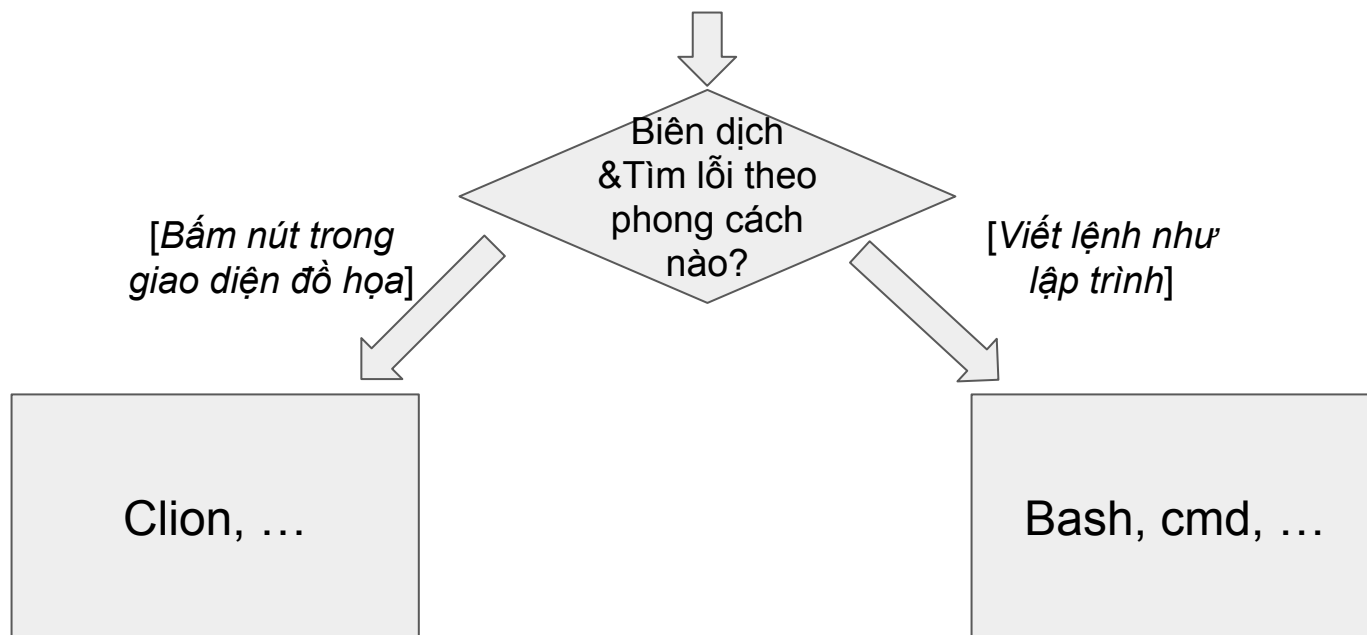 Biên dịch
&Tìm lỗi theo
phong cách
nào?
[Bấm nút trong
giao diện đồ họa]
[Viết lệnh như
lập trình]
Clion, …
Bash, cmd, …